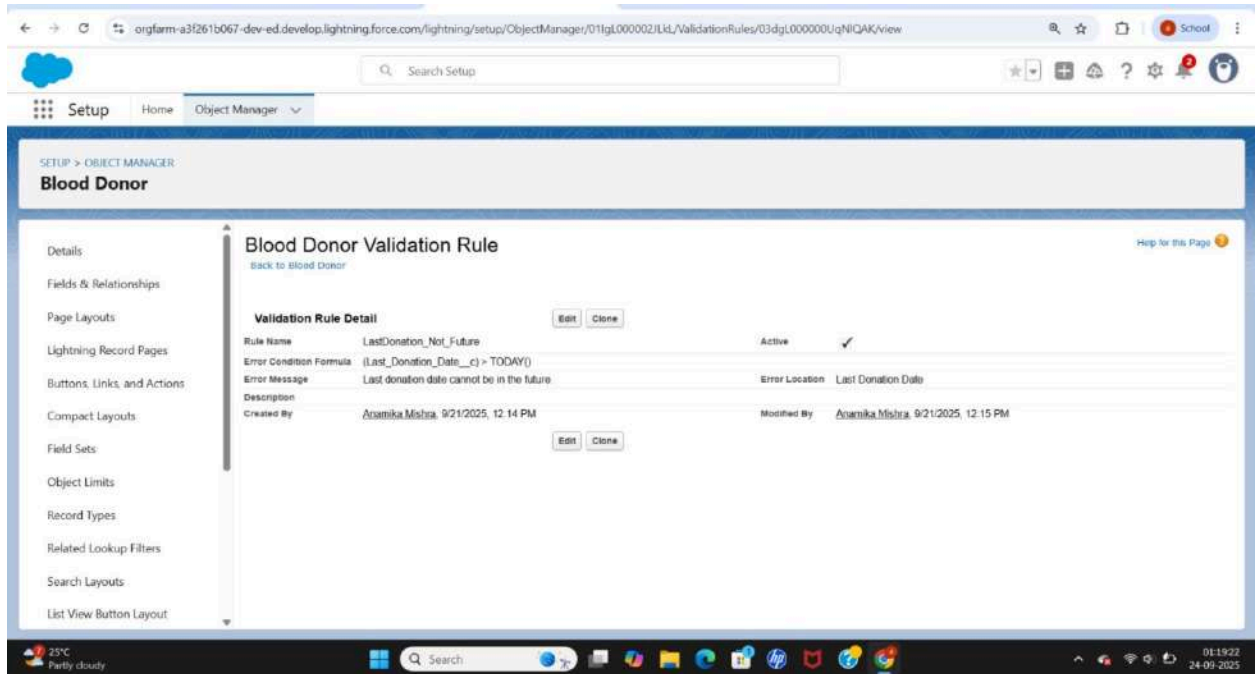 orgfarm-a3f261b067-dev-ed.develop.lightning.force.com/lightning/setup/ObjectManager/01IgL000002JLkL/ValidationRules/03dgL000000UqNlQAK/view
School
Search Setup
2
Setup Home Object Manager
SETUP > OBJECT MANAGER
Blood Donor
Details
Fields & Relationships
Page Layouts
Lightning Record Pages
Buttons, Links, and Actions
Compact Layouts
Field Sets
Object Limits
Record Types
Related Lookup Filters
Search Layouts
List View Button Layout
Blood Donor Validation Rule
Help for this Page
Back to Blood Donor
Validation Rule Detail Edit Clone
Rule Name LastDonation_Not_Future Active ✓
Error Condition Formula (Last_Donation_Date__c) > TODAY()
Error Message Last donation date cannot be in the future Error Location Last Donation Date
Description
Created By Anamika Mishra, 9/21/2025, 12:14 PM Modified By Anamika Mishra, 9/21/2025, 12:15 PM
Edit Clone
25°C
Partly cloudy
Search
01:19:22
24-09-2025